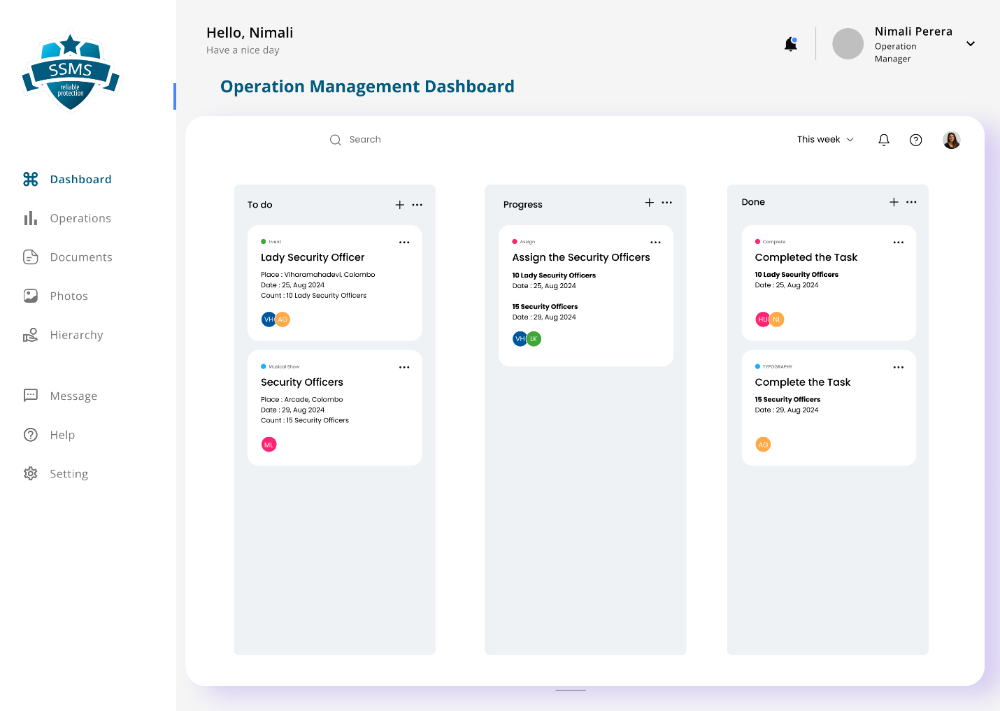 SSMS
reliable
protection
Dashboard
Operations
Documents
Photos
Hierarchy
Message
Help
Setting
Hello, Nimali
Have a nice day
Nimali Perera
Operation
Manager
Operation Management Dashboard
Search
This week
To do
Event
Lady Security Officer
Place : Viharamahadevi, Colombo
Date : 25, Aug 2024
Count : 10 Lady Security Officers
VH AG
Musical Show
Security Officers
Place : Arcade, Colombo
Date : 29, Aug 2024
Count : 15 Security Officers
ML
Progress
Assign
Assign the Security Officers
10 Lady Security Officers
Date : 25, Aug 2024
15 Security Officers
Date : 29, Aug 2024
VH LK
Done
Complete
Completed the Task
10 Lady Security Officers
Date : 25, Aug 2024
HU NL
TYPOGRAPHY
Complete the Task
15 Security Officers
Date : 29, Aug 2024
AG